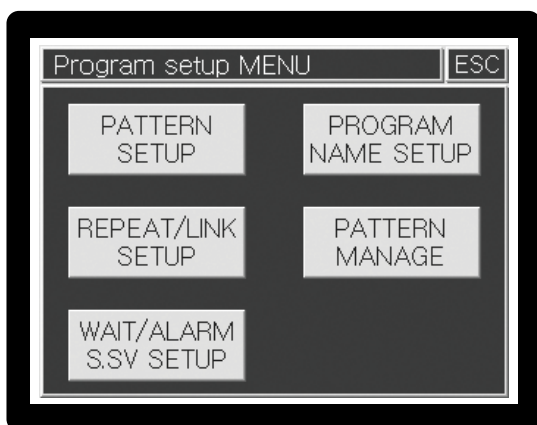 Program setup MENU
ESC
PATTERN
SETUP
PROGRAM
NAME SETUP
REPEAT/LINK
SETUP
PATTERN
MANAGE
WAIT/ALARM
S.SV SETUP